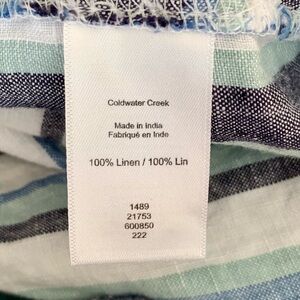 Coldwater Creek
Made in India
Fabriqué en Inde
100% Linen / 100% Lin
1489
21753
600850
222